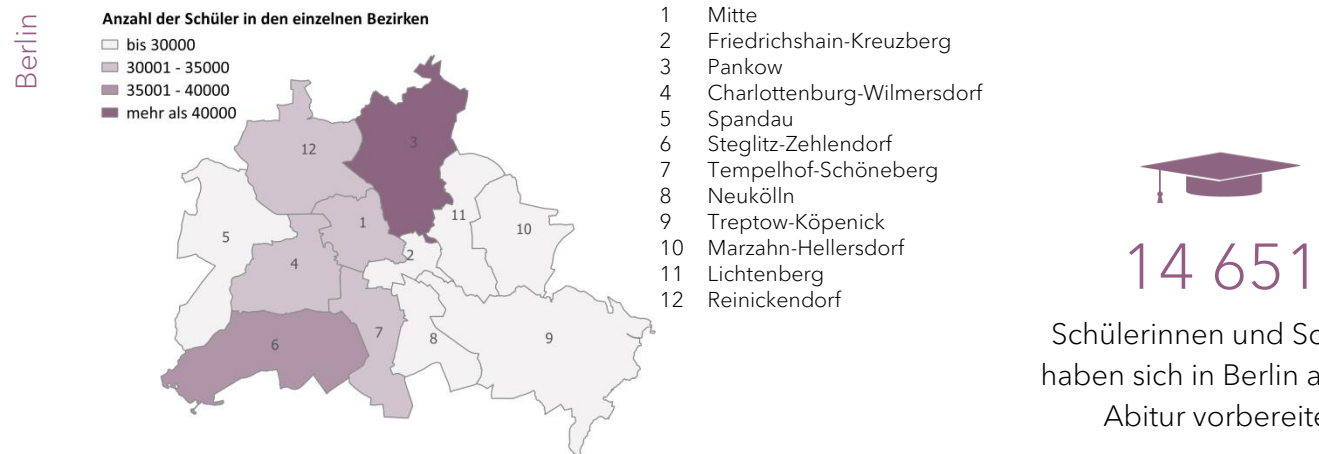 Berlin
Anzahl der Schüler in den einzelnen Bezirken
bis 30000
30001 - 35000
35001 - 40000
mehr als 40000
12
3
11
10
5
1
2
4
7
6
8
9
1 Mitte
2 Friedrichshain-Kreuzberg
3 Pankow
4 Charlottenburg-Wilmersdorf
5 Spandau
6 Steglitz-Zehlendorf
7 Tempelhof-Schöneberg
8 Neukölln
9 Treptow-Köpenick
10 Marzahn-Hellersdorf
11 Lichtenberg
12 Reinickendorf
14 651
Schülerinnen und
haben sich in Berlin
Abitur